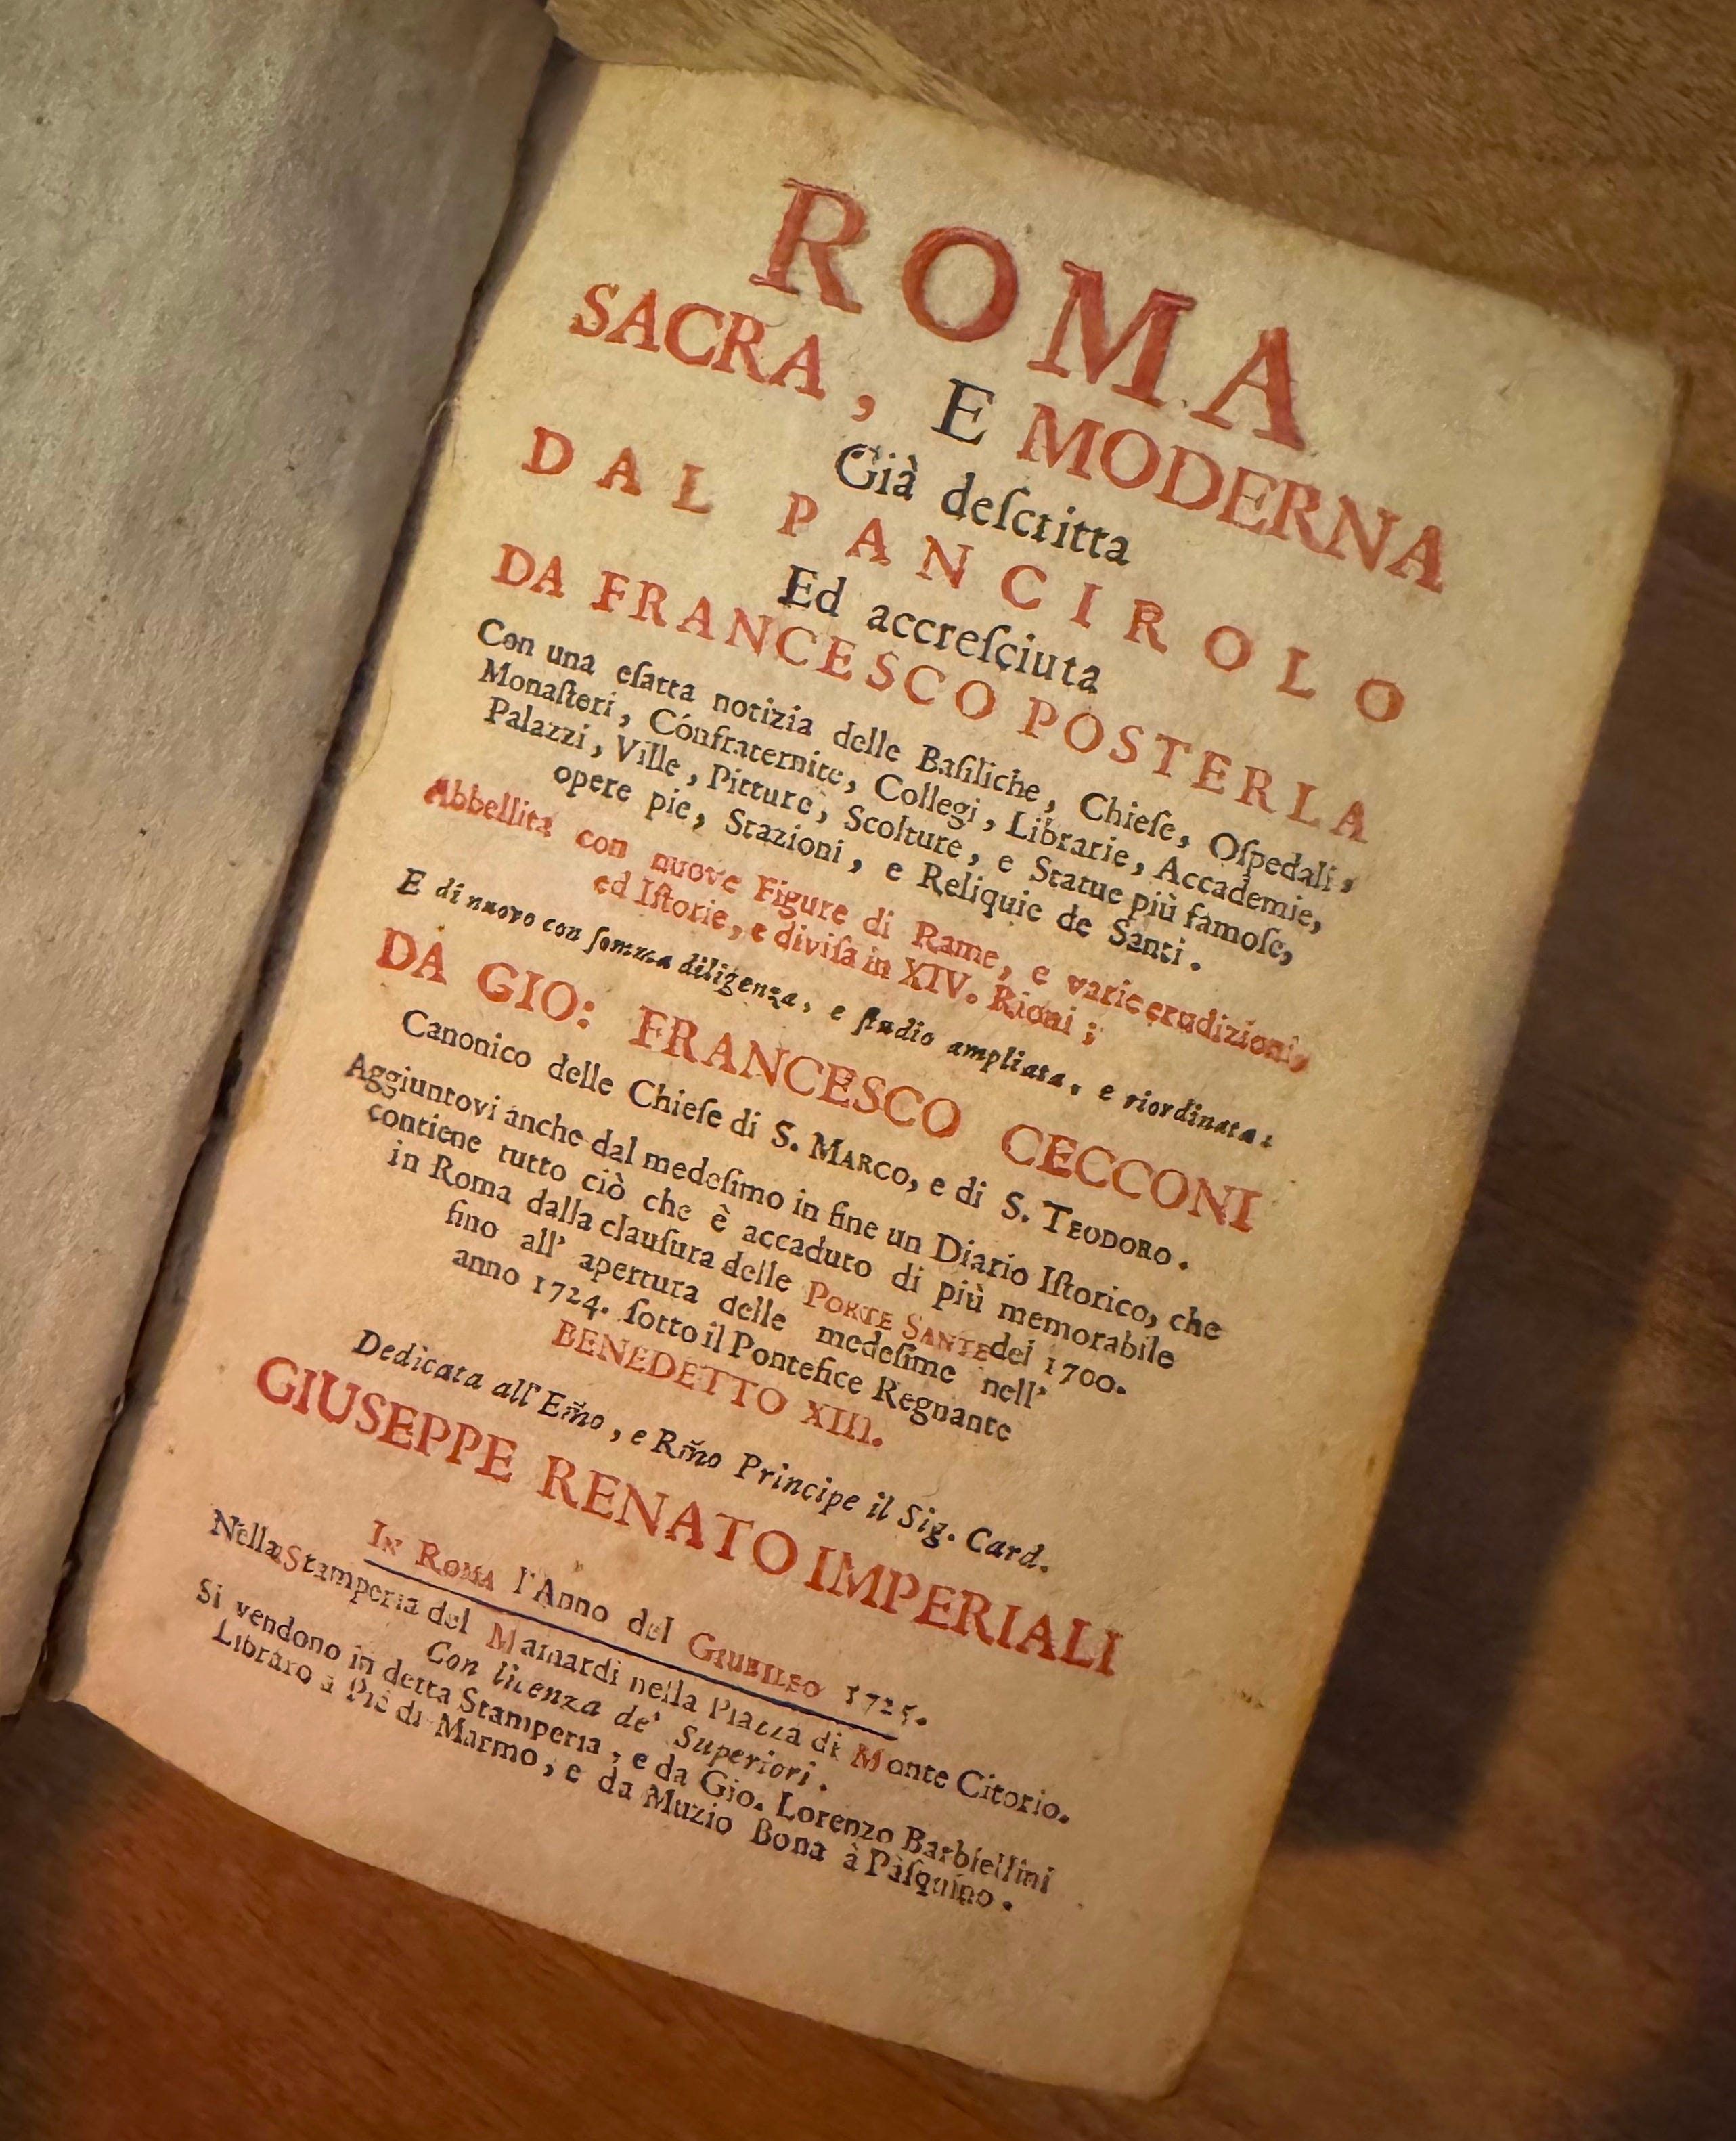 ROMA
SACRA, E MODERNA
Già deſcritta
DAL PANCIROLO
Ed accreſciuta
DA FRANCESCO POSTERLA
Con una eſatta notizia delle Baſiliche, Chieſe, Oſpedali,
Monaſteri, Confraternite, Collegi, Librarie, Accademie,
Palazzi, Ville, Pitture, Scolture, e Statue più famoſe,
opere pie, Stazioni, e Reliquie de Santi.
Abbellita con nuove Figure di Rame, e varie erudizioni,
ed Iſtorie, e diviſa in XIV. Rioni;
E di nuovo con ſomma diligenza, e ſtudio ampliata, e riordinata:
DA GIO: FRANCESCO CECCONI
Canonico delle Chieſe di S. MARCO, e di S. TEODORO.
Aggiuntovi anche dal medeſimo in fine un Diario Iſtorico, che
contiene tutto ciò che è accaduto di più memorabile
in Roma dalla clauſura delle PORTE SANTE del 1700.
fino all' apertura delle medeſime nell'
anno 1724. ſotto il Pontefice Regnante
BENEDETTO XIII.
Dedicata all' Em̃o, e Rm̃o Principe il Sig. Card.
GIUSEPPE RENATO IMPERIALI
IN ROMA l'Anno del GIUBILEO 1725.
Nella Stamperia del Mainardi nella Piazza di Monte Citorio.
Con licenza de' Superiori.
Si vendono in detta Stamperia, e da Gio. Lorenzo Barbiellini
Libraro a Piè di Marmo, e da Muzio Bona à Paſquino.